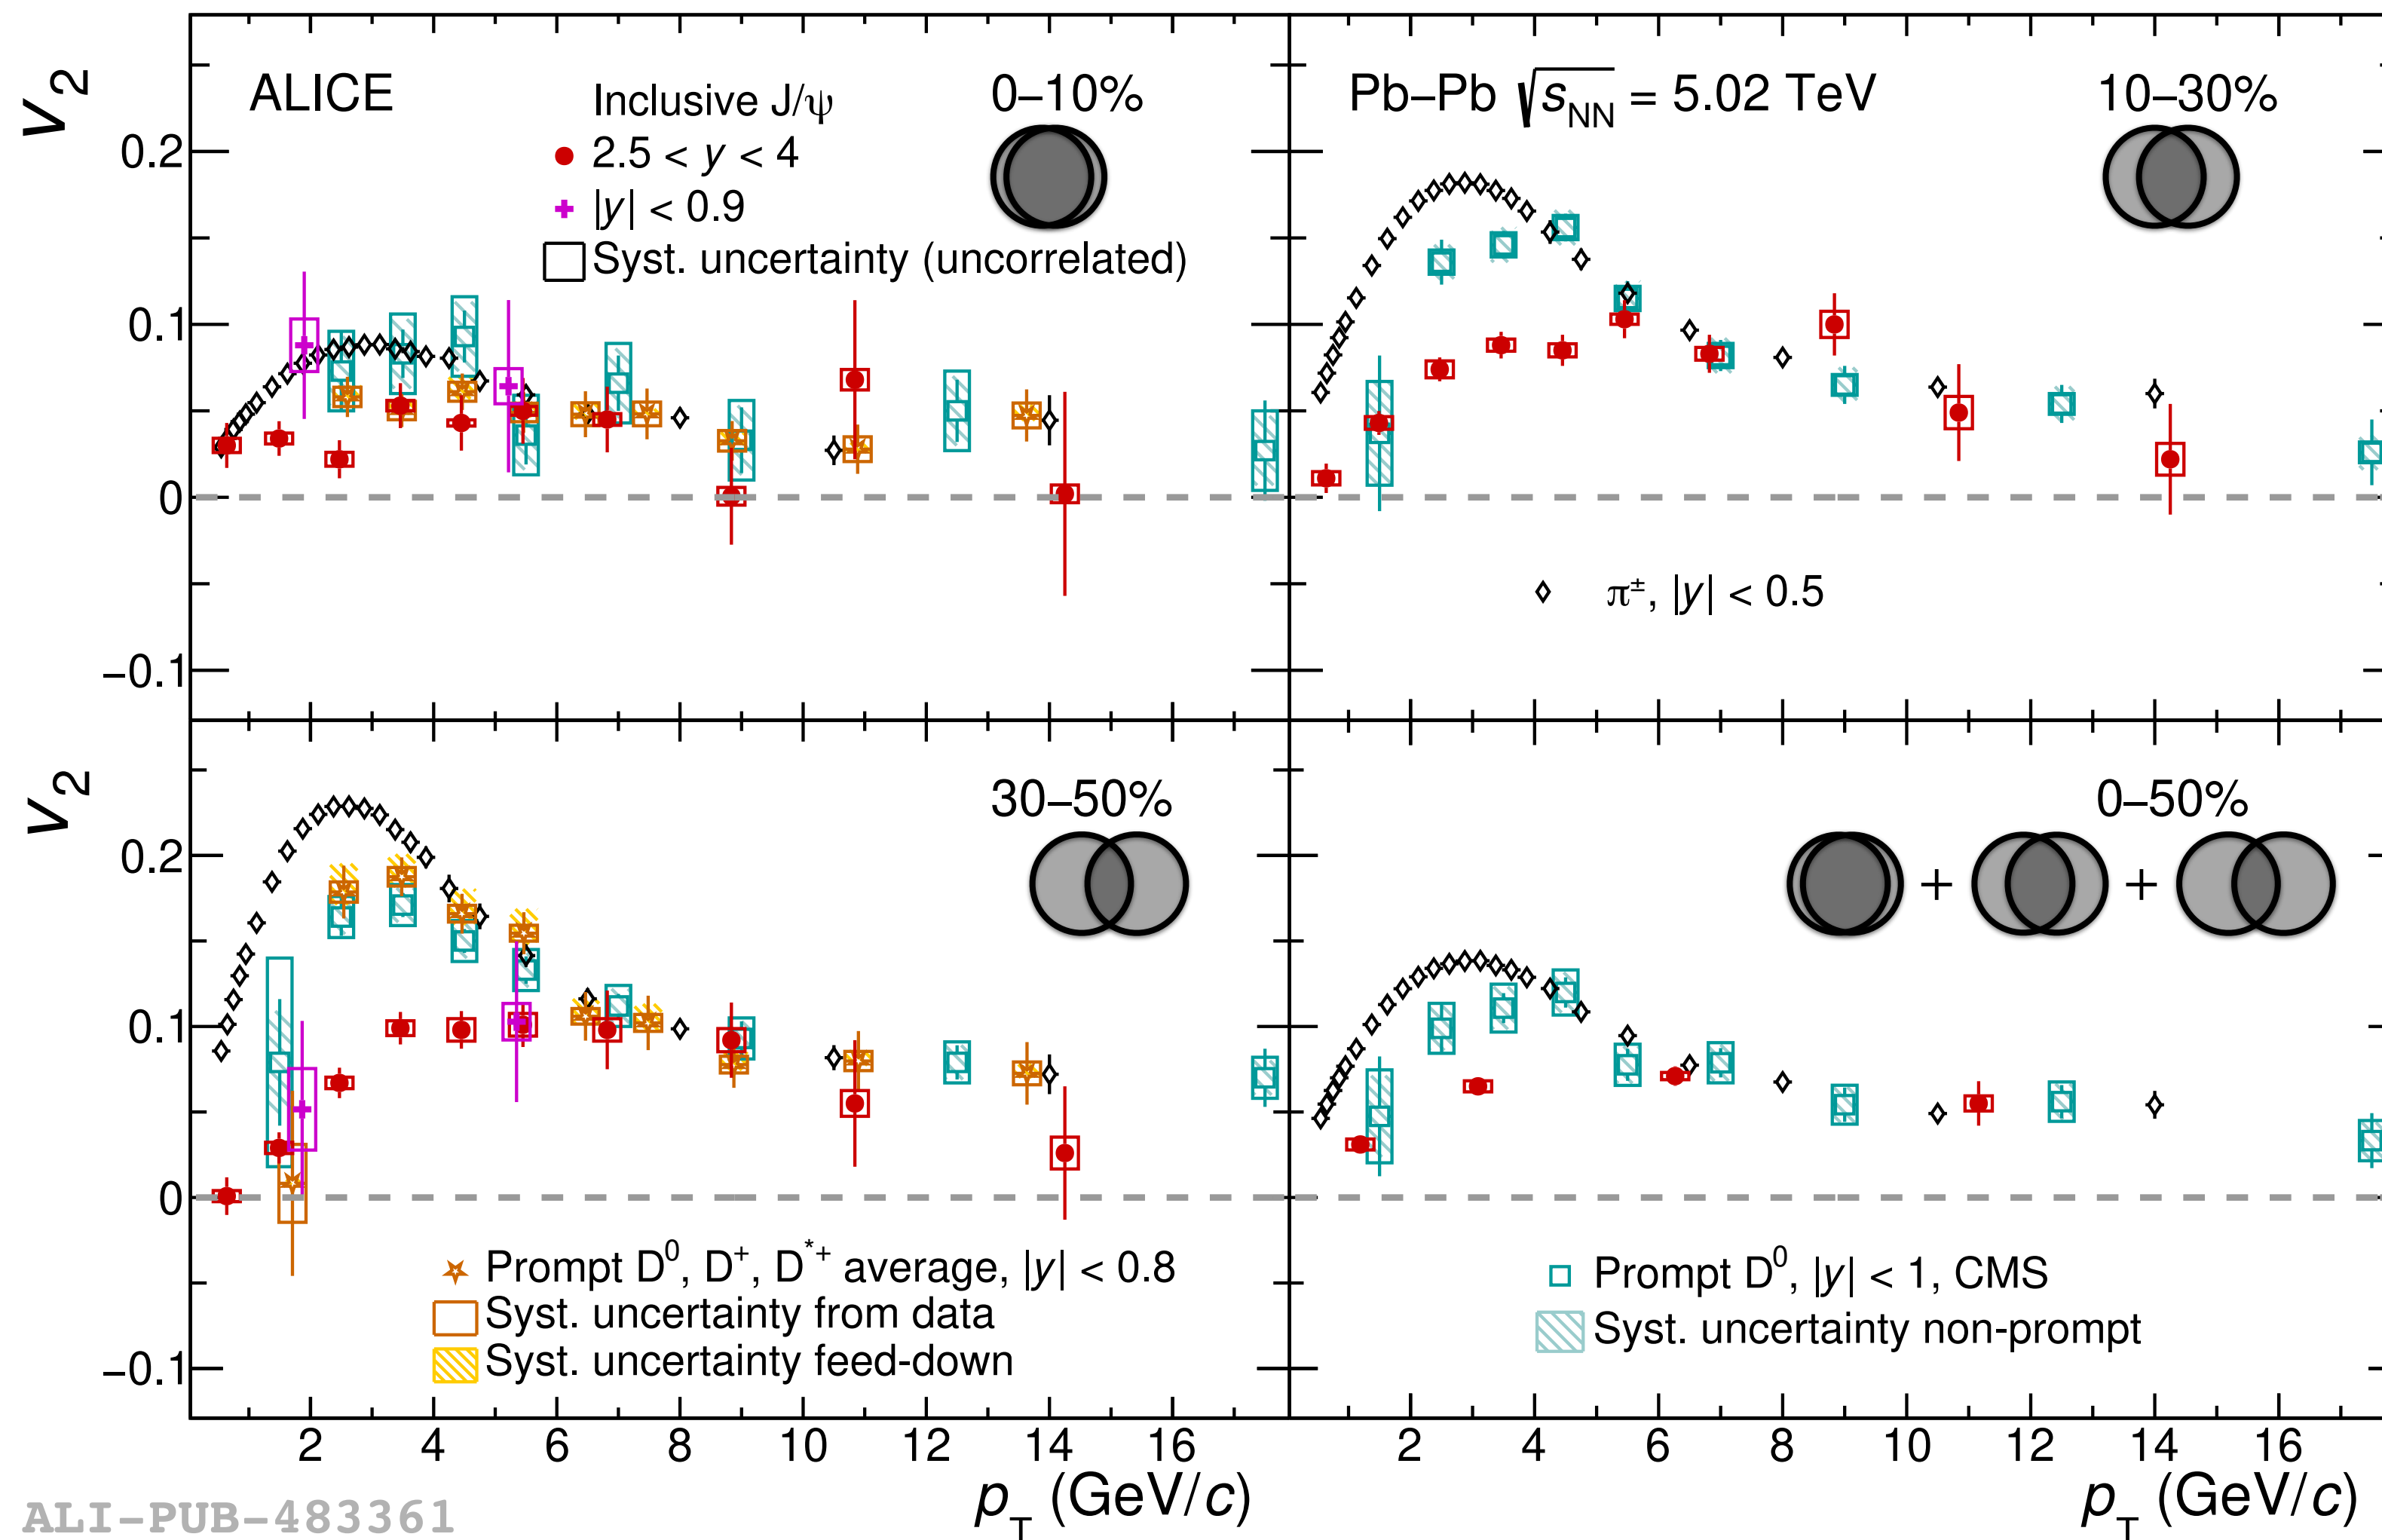 v2
ALICE
Inclusive J/ψ
2.5 < y < 4
|y| < 0.9
Syst. uncertainty (uncorrelated)
0–10%
0.2
0.1
0
−0.1
Pb–Pb √sNN = 5.02 TeV
10–30%
π±, |y| < 0.5
v2
30–50%
0.2
0.1
0
−0.1
Prompt D0, D+, D*+ average, |y| < 0.8
Syst. uncertainty from data
Syst. uncertainty feed-down
0–50%
+ +
Prompt D0, |y| < 1, CMS
Syst. uncertainty non-prompt
2 4 6 8 10 12 14 16
pT (GeV/c)
2 4 6 8 10 12 14 16
pT (GeV/c)
ALI-PUB-483361